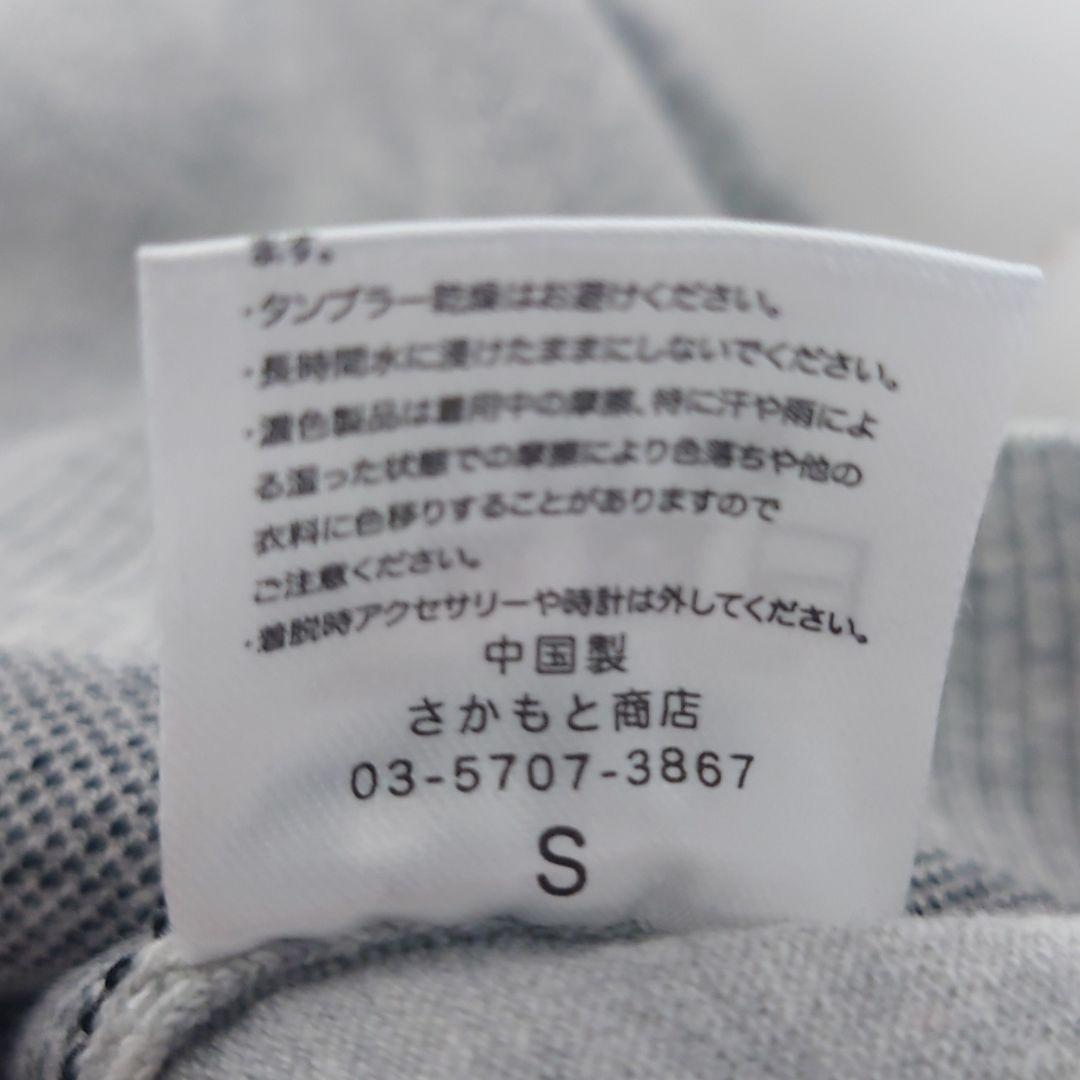 ます。
・タンブラー乾燥はお避けください。
・長時間水に浸けたままにしないでください。
・濃色製品は着用中の摩擦、特に汗や雨によ
る湿った状態での摩擦により色落ちや他の
衣料に色移りすることがありますので
ご注意ください。
・着脱時アクセサリーや時計は外してください。
中国製
さかもと商店
03-5707-3867
S